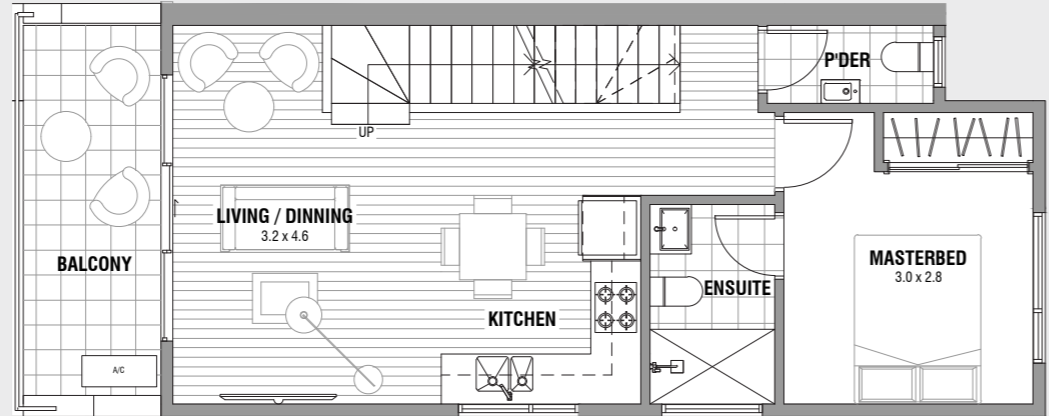 P'DER
UP
LIVING / DINNING
3.2 x 4.6
BALCONY
MASTERBED
3.0 x 2.8
ENSUITE
KITCHEN
A/C